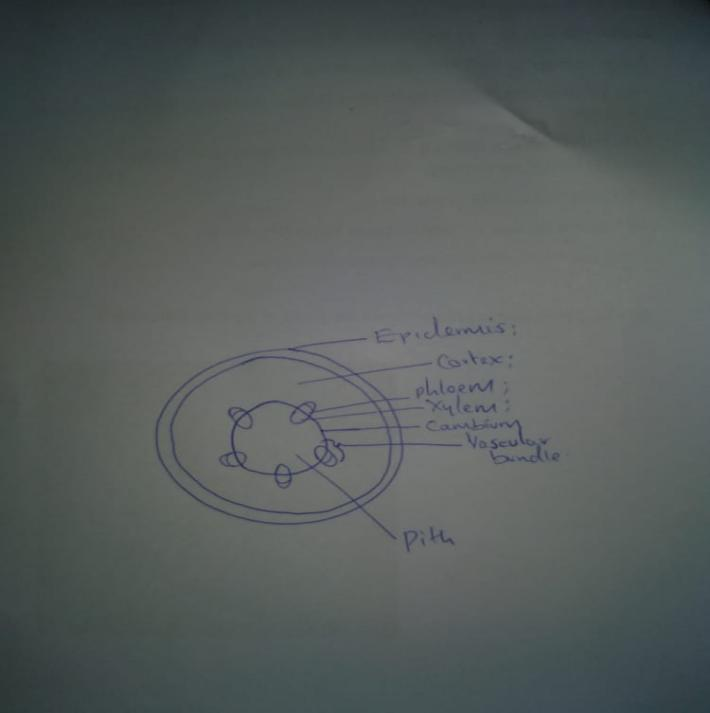 Epidermis;
Cortex;
phloem;
Xylem;
Cambium
Vascular
bundle
Pith